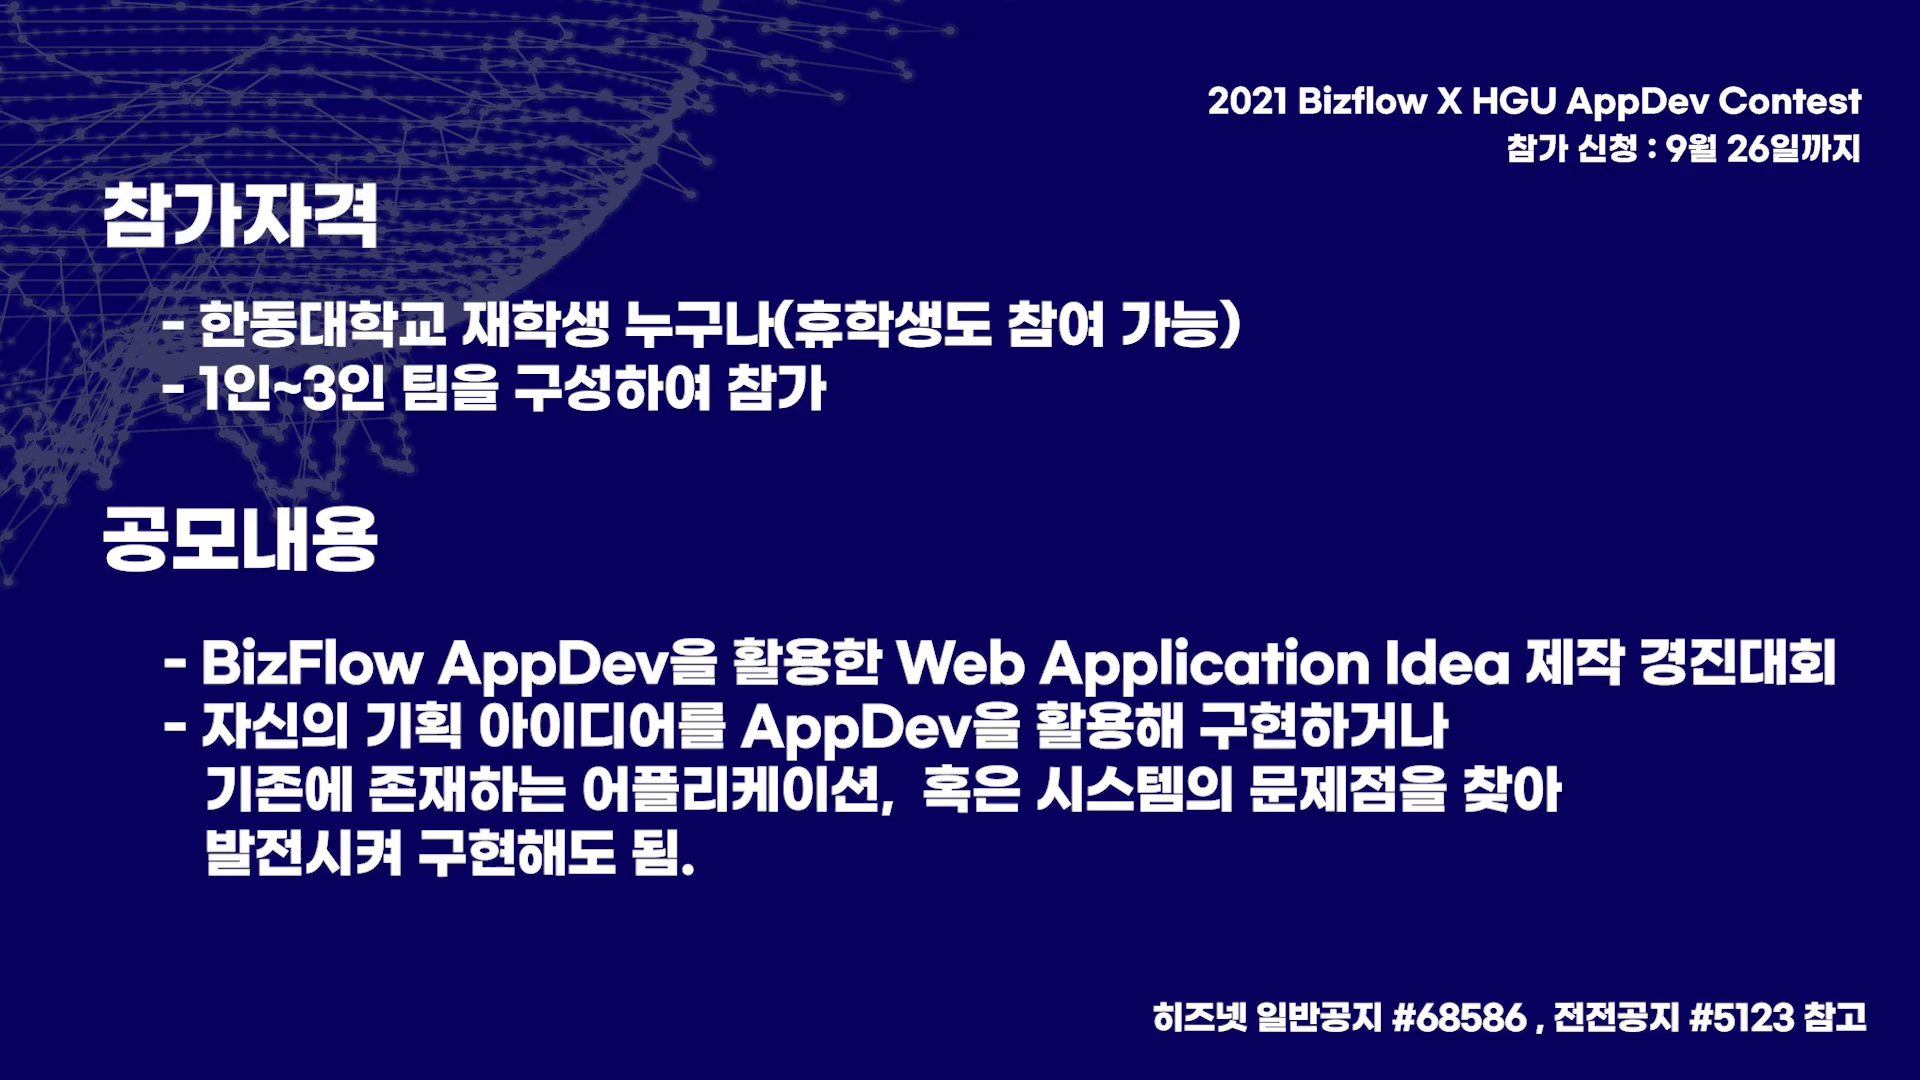 2021 Bizflow X HGU AppDev Contest
참가 신청 : 9월 26일까지
참가자격
- 한동대학교 재학생 누구나(휴학생도 참여 가능)
- 1인~3인 팀을 구성하여 참가
공모내용
- BizFlow AppDev을 활용한 Web Application Idea 제작 경진대회
- 자신의 기획 아이디어를 AppDev을 활용해 구현하거나
기존에 존재하는 어플리케이션, 혹은 시스템의 문제점을 찾아
발전시켜 구현해도 됨.
히즈넷 일반공지 #68586 , 전전공지 #5123 참고